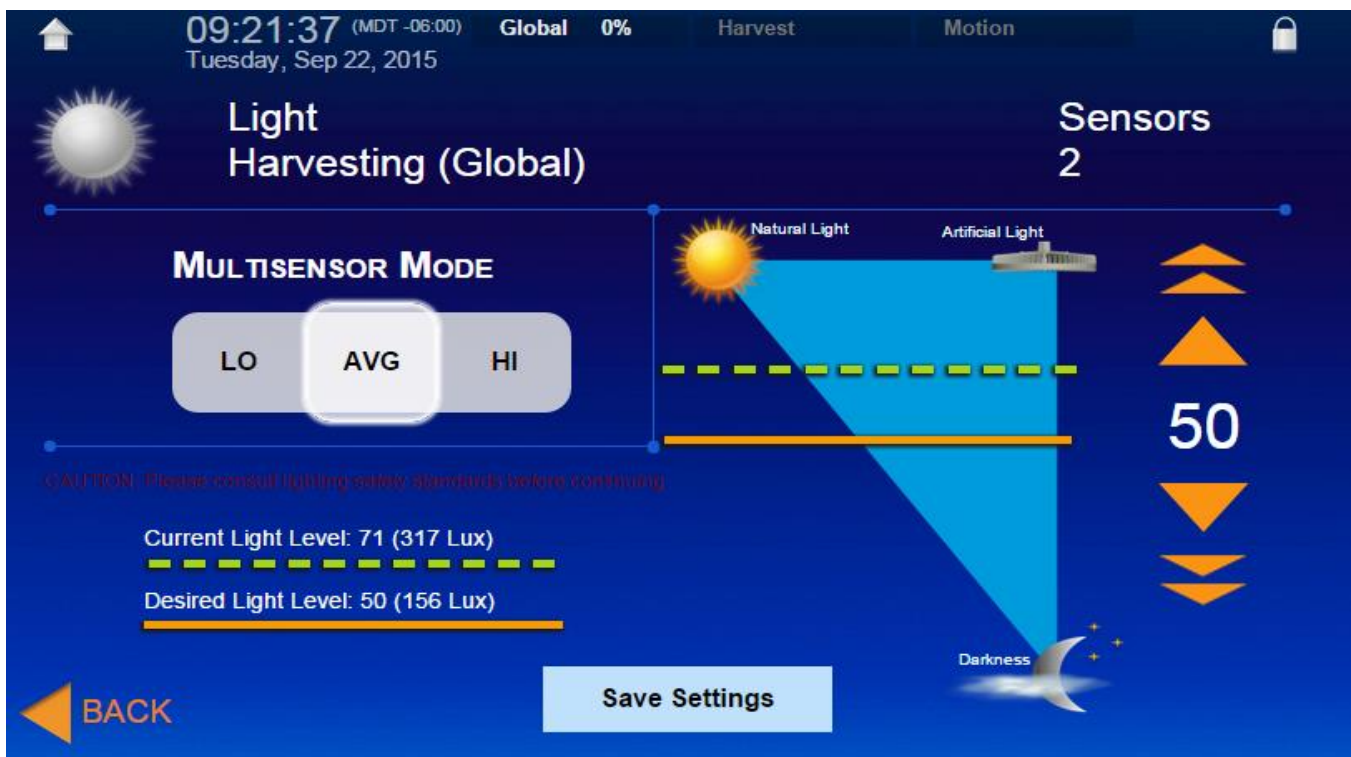 09:21:37 (MDT -06:00) Global 0% Harvest Motion
Tuesday, Sep 22, 2015
Light
Harvesting (Global)
Sensors
2
Natural Light
Artificial Light
MULTISENSOR MODE
LO AVG HI
50
CAUTION: Please consult lighting safety standards before continuing.
Current Light Level: 71 (317 Lux)
Desired Light Level: 50 (156 Lux)
Darkness
Save Settings
BACK